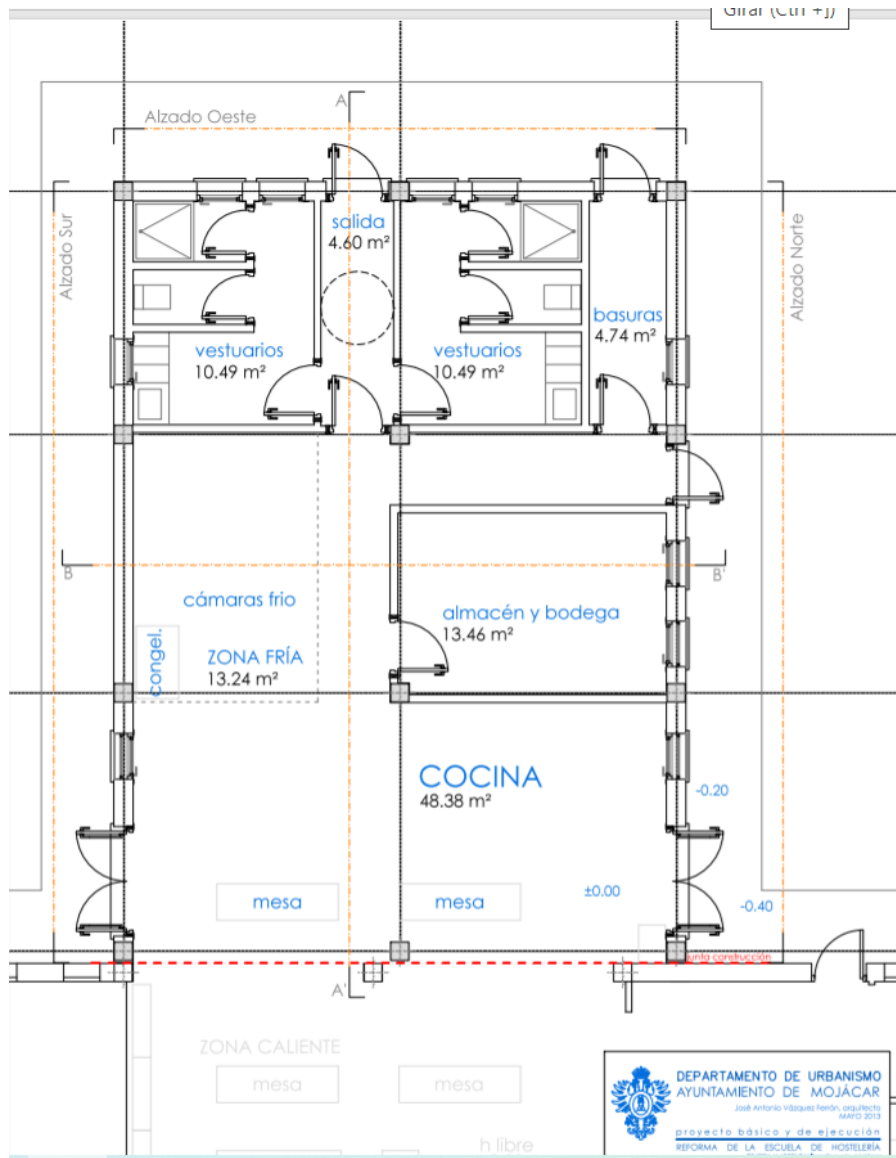 Girar (Ctrl +])
Alzado Oeste
A
Alzado Sur
Alzado Norte
salida
4.60 m²
basuras
4.74 m²
vestuarios
10.49 m²
vestuarios
10.49 m²
B
B'
cámaras frio
congel.
ZONA FRÍA
13.24 m²
almacén y bodega
13.46 m²
COCINA
48.38 m²
-0.20
mesa
mesa
±0.00
-0.40
junta construcción
A'
ZONA CALIENTE
mesa
mesa
h libre
DEPARTAMENTO DE URBANISMO
AYUNTAMIENTO DE MOJÁCAR
José Antonio Vázquez Ferrón, arquitecto
MAYO 2013
proyecto básico y de ejecución
REFORMA DE LA ESCUELA DE HOSTELERÍA